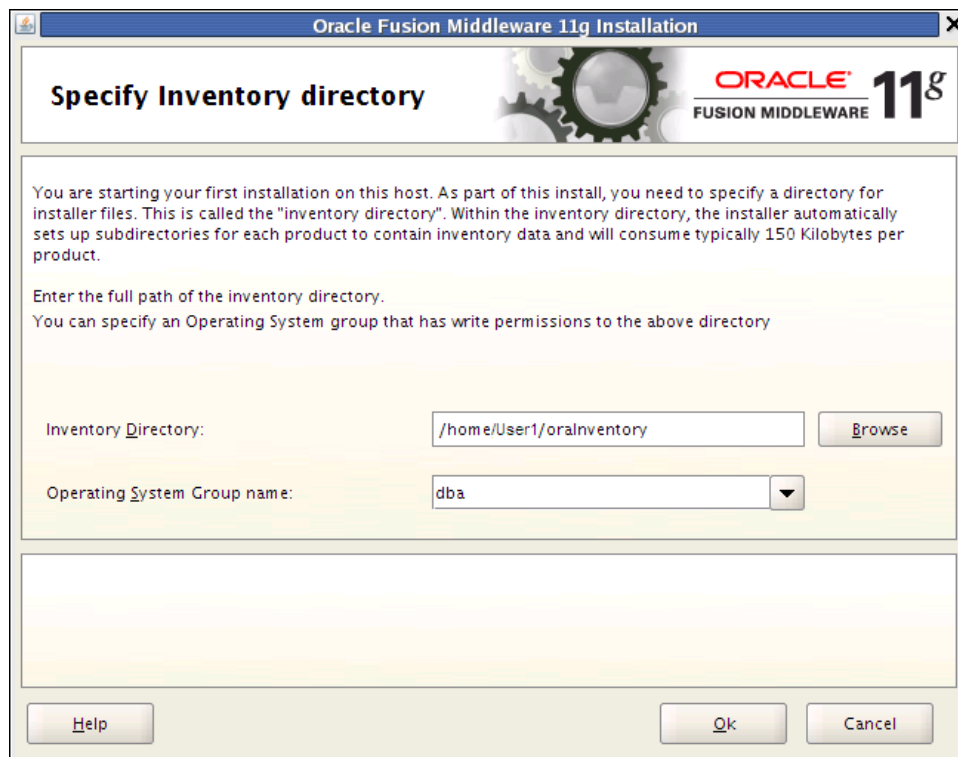 Oracle Fusion Middleware 11g Installation
Specify Inventory directory
ORACLE 11g
FUSION MIDDLEWARE
You are starting your first installation on this host. As part of this install, you need to specify a directory for
installer files. This is called the "inventory directory". Within the inventory directory, the installer automatically
sets up subdirectories for each product to contain inventory data and will consume typically 150 Kilobytes per
product.
Enter the full path of the inventory directory.
You can specify an Operating System group that has write permissions to the above directory
Inventory Directory: /home/User1/oraInventory Browse
Operating System Group name: dba
Help Ok Cancel